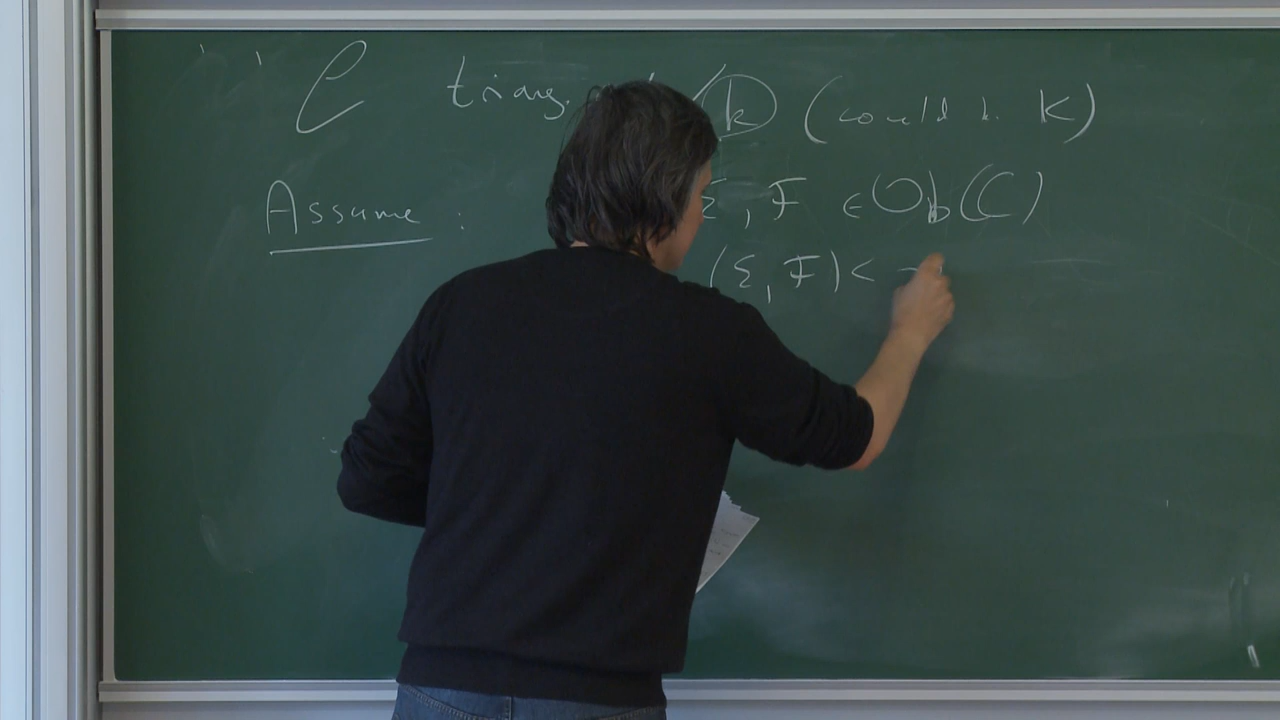 C triang. /k (could be K)
Assume : E, F ∈ Ob(C)
(E, F) <